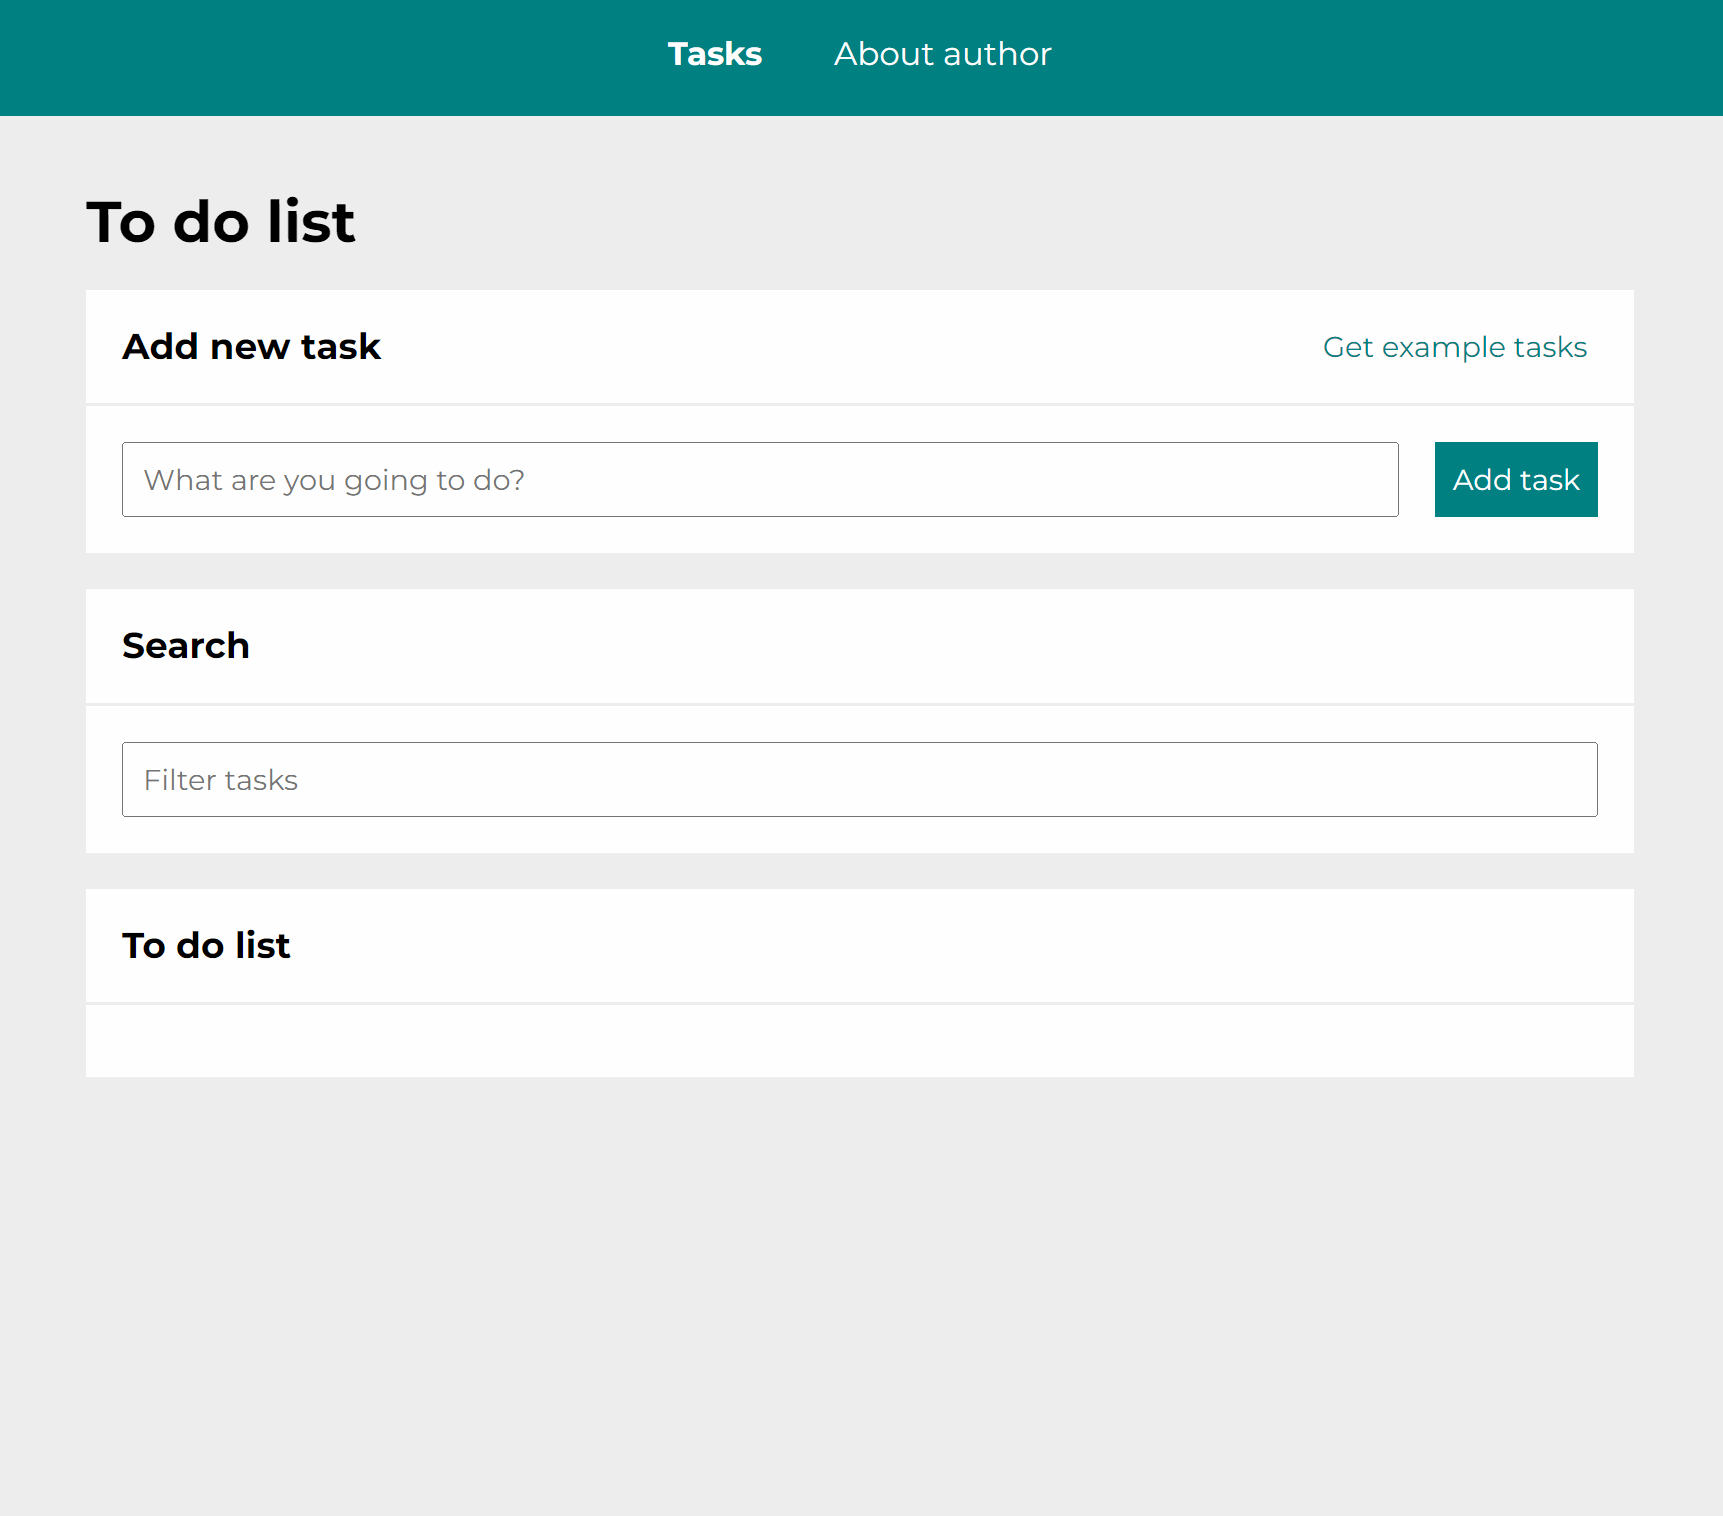 Tasks About author
To do list
Add new task Get example tasks
What are you going to do? Add task
Search
Filter tasks
To do list